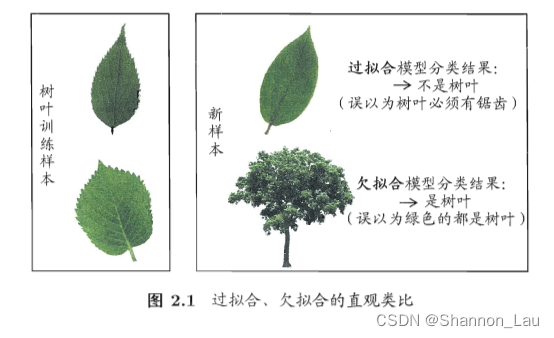 树叶训练样本
新样本
过拟合模型分类结果：
→ 不是树叶
（误以为树叶必须有锯齿）
欠拟合模型分类结果：
→ 是树叶
（误以为绿色的都是树叶）
图 2.1 过拟合、欠拟合的直观类比
CSDN @Shannon_Lau